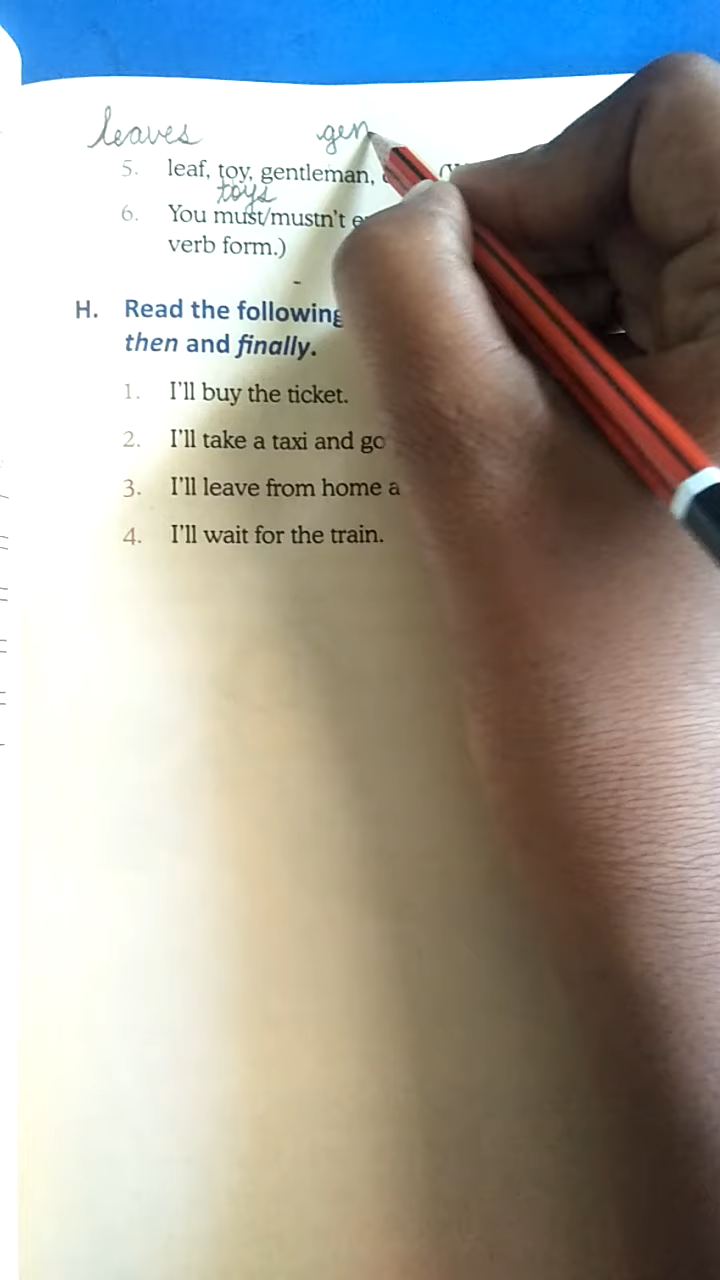 leaves gen
5. leaf, toy, gentleman,
toys
6. You must/mustn't
verb form.)
H. Read the following
then and finally.
1. I'll buy the ticket.
2. I'll take a taxi and go
3. I'll leave from home a
4. I'll wait for the train.